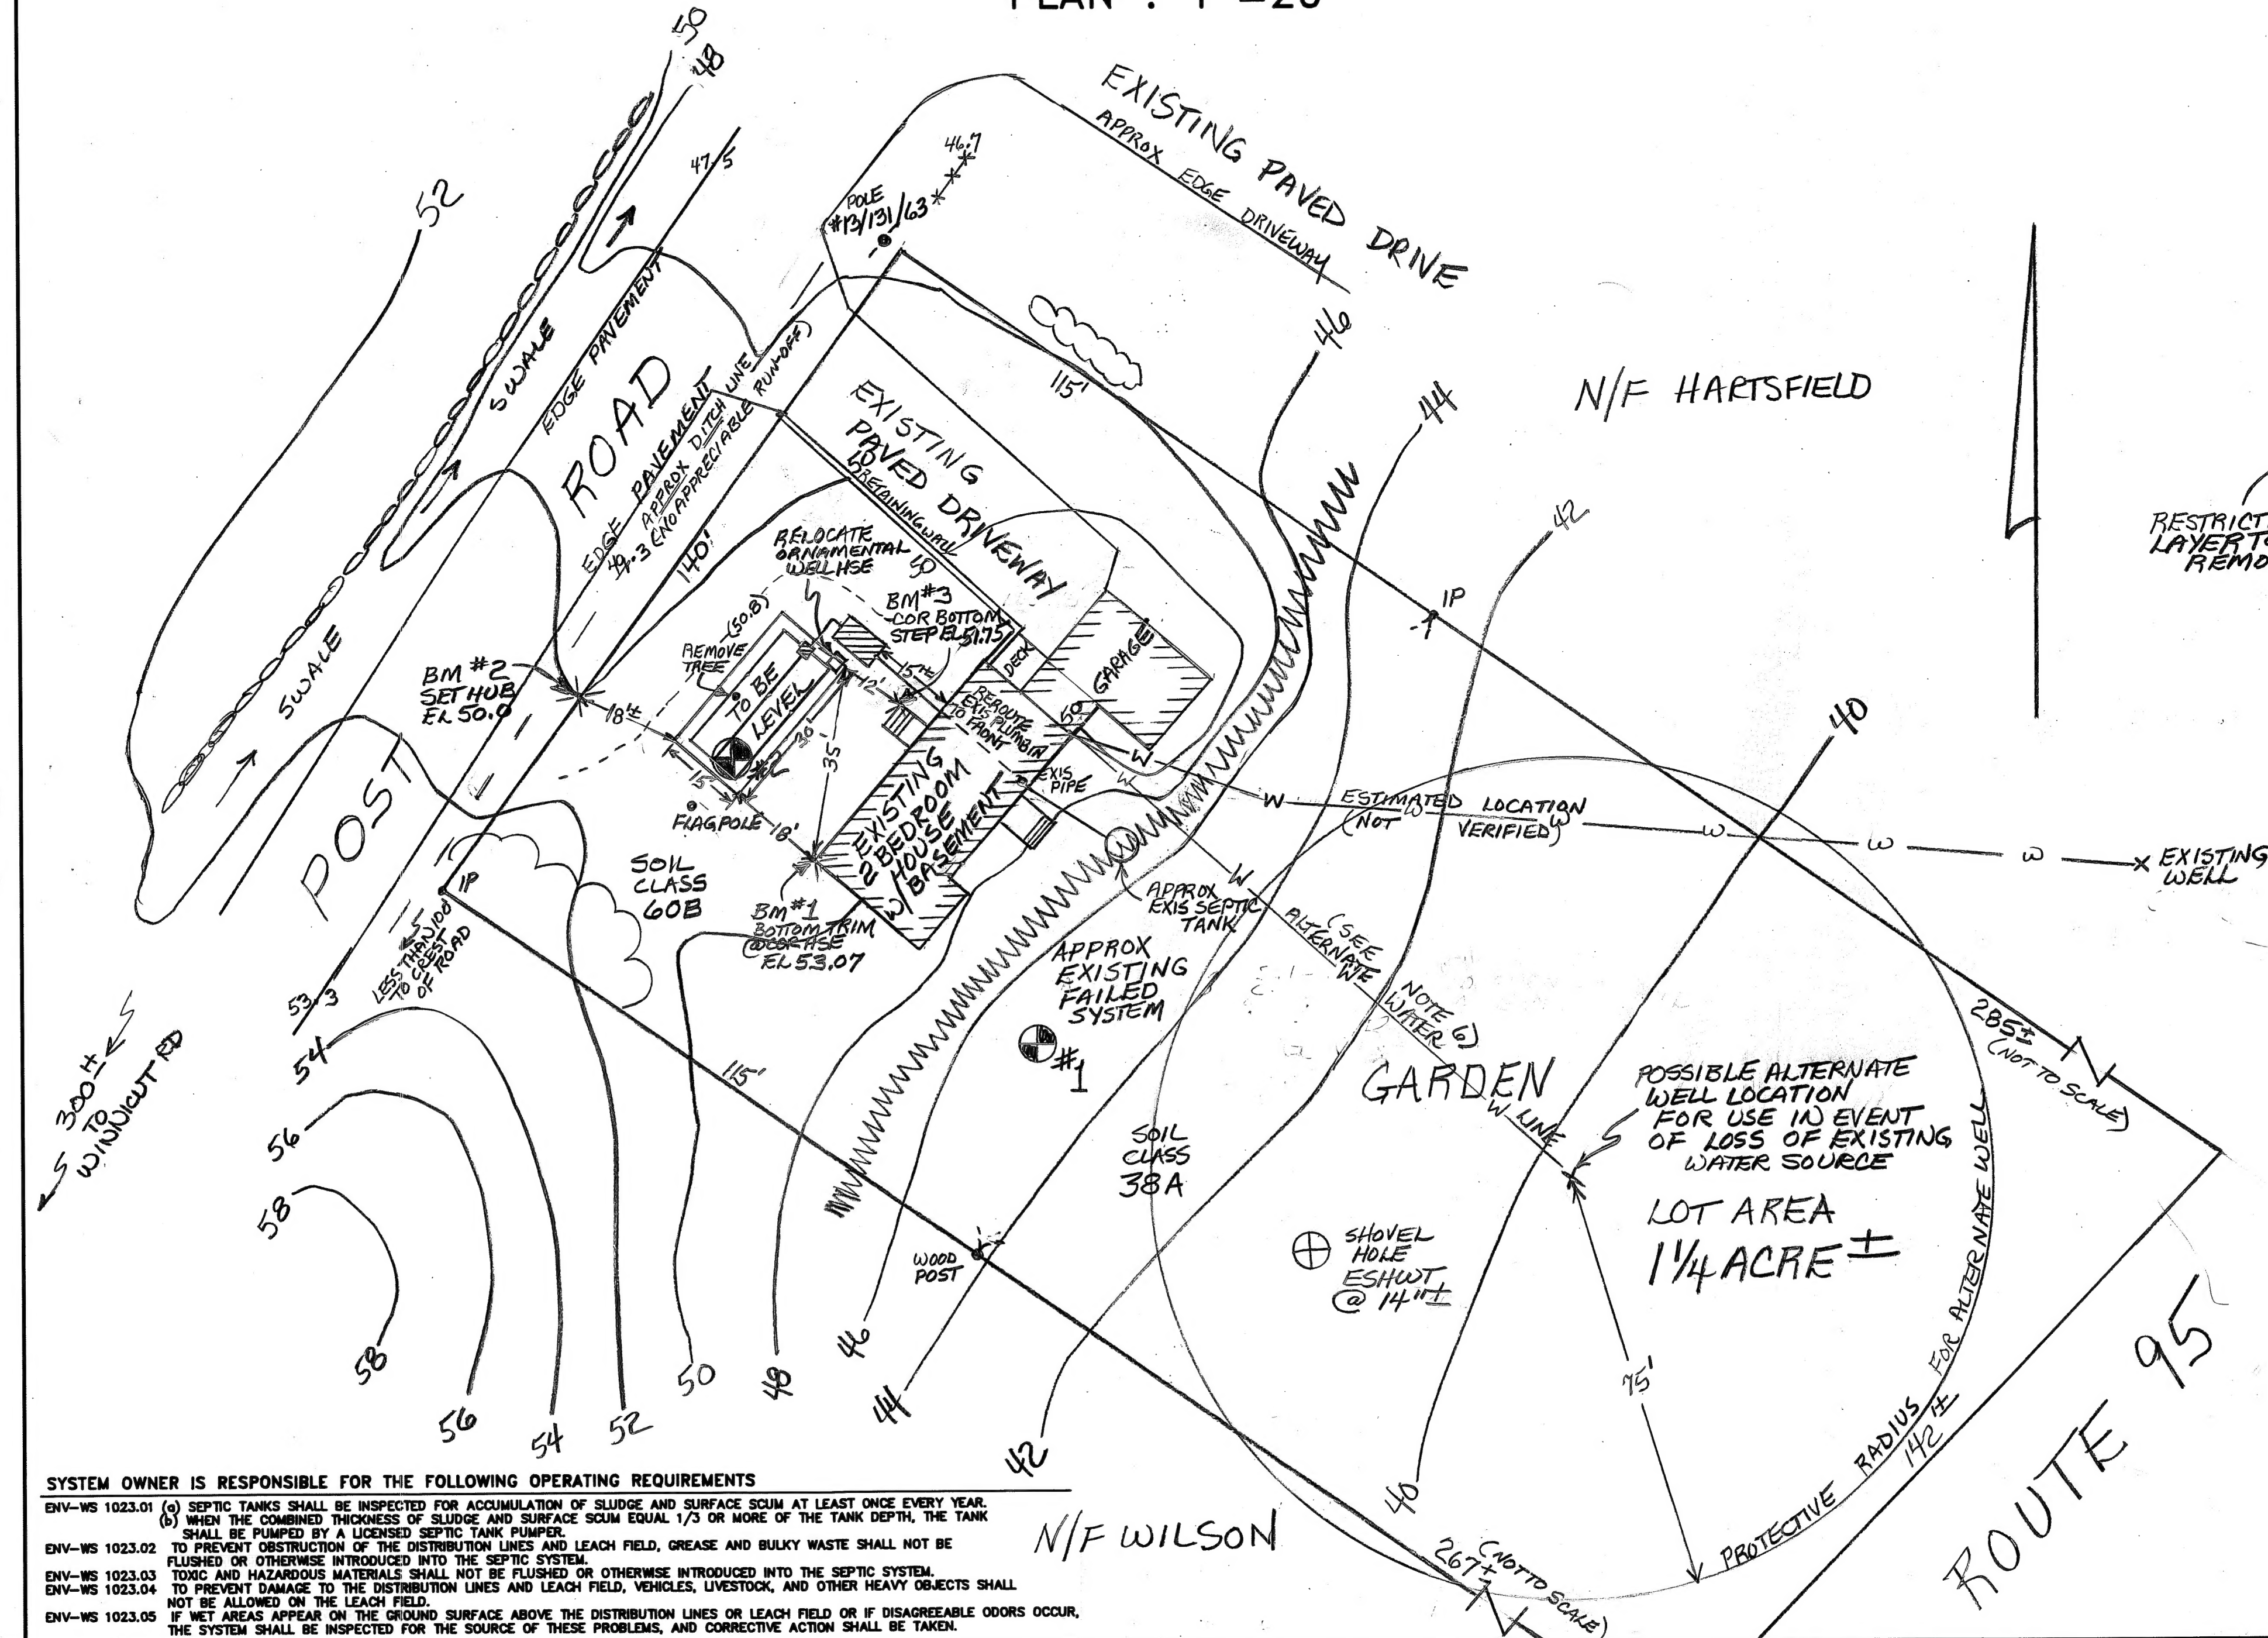 PLAN : 1"=20'
50
48
EXISTING PAVED DRIVE
APPROX EDGE DRIVEWAY
47.5
46.7
POLE
#13/131/63
52
SWALE
EDGE PAVEMENT
ROAD
EDGE PAVEMENT
APPROX DITCH LINE
(NO APPRECIABLE RUN-OFF)
49.3
140'
115'
46
44
42
40
N/F HARTSFIELD
RESTRICT
LAYER TO
REMO
EXISTING
PAVED DRIVEWAY
50
RETAINING WALL
RELOCATE
ORNAMENTAL
WELL HSE
50
BM #3
COR BOTTOM
STEP EL 51.75
(50.8)
REMOVE
TREE
TO BE
LEVEL
15'±
12'
DECK
GARAGE
IP
BM #2
SET HUB
EL 50.0
18'±
30'
35'
15'
#2
18'
FLAGPOLE
REROUTE
EXIS PLUMBIN
TO FRONT
50
EXISTING
2 BEDROOM
HOUSE
W/BASEMENT
EXIS
PIPE
W
W
W
W
W
W
W
W
ESTIMATED LOCATION
(NOT VERIFIED)
EXISTING
WELL
SWALE
POST
IP
LESS THAN 100
TO CREST
OF ROAD
53.3
SOIL
CLASS
60B
BM #1
BOTTOM TRIM
@ COR HSE
EL 53.07
APPROX
EXIS SEPTIC
TANK
APPROX
EXISTING
FAILED
SYSTEM
#1
W
W
(SEE NOTE 6)
ALTERNATE WATER
W LINE
GARDEN
285±
(NOT TO SCALE)
300'±
TO
WINNICUT RD
54
56
58
115'
SOIL
CLASS
38A
POSSIBLE ALTERNATE
WELL LOCATION
FOR USE IN EVENT
OF LOSS OF EXISTING
WATER SOURCE
LOT AREA
1 1/4 ACRE ±
WOOD
POST
SHOVEL
HOLE
ESHWT
@ 14"±
75'
PROTECTIVE RADIUS FOR ALTERNATE WELL
142'±
ROUTE 95
58
56
54
52
50
48
46
44
42
40
N/F WILSON
267±
(NOT TO SCALE)
SYSTEM OWNER IS RESPONSIBLE FOR THE FOLLOWING OPERATING REQUIREMENTS
ENV-WS 1023.01 (a) SEPTIC TANKS SHALL BE INSPECTED FOR ACCUMULATION OF SLUDGE AND SURFACE SCUM AT LEAST ONCE EVERY YEAR.
(b) WHEN THE COMBINED THICKNESS OF SLUDGE AND SURFACE SCUM EQUAL 1/3 OR MORE OF THE TANK DEPTH, THE TANK
SHALL BE PUMPED BY A LICENSED SEPTIC TANK PUMPER.
ENV-WS 1023.02 TO PREVENT OBSTRUCTION OF THE DISTRIBUTION LINES AND LEACH FIELD, GREASE AND BULKY WASTE SHALL NOT BE
FLUSHED OR OTHERWISE INTRODUCED INTO THE SEPTIC SYSTEM.
ENV-WS 1023.03 TOXIC AND HAZARDOUS MATERIALS SHALL NOT BE FLUSHED OR OTHERWISE INTRODUCED INTO THE SEPTIC SYSTEM.
ENV-WS 1023.04 TO PREVENT DAMAGE TO THE DISTRIBUTION LINES AND LEACH FIELD, VEHICLES, LIVESTOCK, AND OTHER HEAVY OBJECTS SHALL
NOT BE ALLOWED ON THE LEACH FIELD.
ENV-WS 1023.05 IF WET AREAS APPEAR ON THE GROUND SURFACE ABOVE THE DISTRIBUTION LINES OR LEACH FIELD OR IF DISAGREEABLE ODORS OCCUR,
THE SYSTEM SHALL BE INSPECTED FOR THE SOURCE OF THESE PROBLEMS, AND CORRECTIVE ACTION SHALL BE TAKEN.